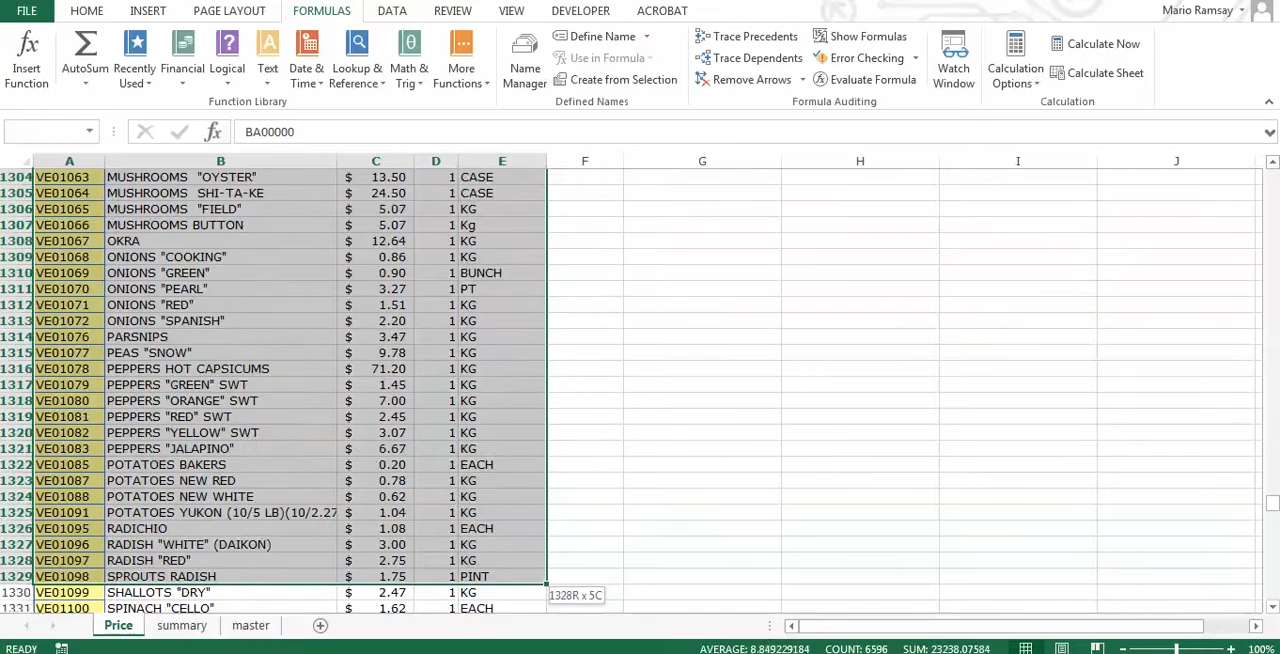 FILE HOME INSERT PAGE LAYOUT FORMULAS DATA REVIEW VIEW DEVELOPER ACROBAT Mario Ramsay
Insert Function AutoSum Recently Used Financial Logical Text Date & Time Lookup & Reference Math & Trig More Functions
Function Library
Name Manager Define Name Use in Formula Create from Selection
Defined Names
Trace Precedents Show Formulas
Trace Dependents Error Checking
Remove Arrows Evaluate Formula
Formula Auditing
Watch Window
Calculation Options Calculate Now Calculate Sheet
Calculation
fx BA00000
A B C D E F G H I J
1304 VE01063 MUSHROOMS "OYSTER" $ 13.50 1 CASE
1305 VE01064 MUSHROOMS SHI-TA-KE $ 24.50 1 CASE
1306 VE01065 MUSHROOMS "FIELD" $ 5.07 1 KG
1307 VE01066 MUSHROOMS BUTTON $ 5.07 1 Kg
1308 VE01067 OKRA $ 12.64 1 KG
1309 VE01068 ONIONS "COOKING" $ 0.86 1 KG
1310 VE01069 ONIONS "GREEN" $ 0.90 1 BUNCH
1311 VE01070 ONIONS "PEARL" $ 3.27 1 PT
1312 VE01071 ONIONS "RED" $ 1.51 1 KG
1313 VE01072 ONIONS "SPANISH" $ 2.20 1 KG
1314 VE01076 PARSNIPS $ 3.47 1 KG
1315 VE01077 PEAS "SNOW" $ 9.78 1 KG
1316 VE01078 PEPPERS HOT CAPSICUMS $ 71.20 1 KG
1317 VE01079 PEPPERS "GREEN" SWT $ 1.45 1 KG
1318 VE01080 PEPPERS "ORANGE" SWT $ 7.00 1 KG
1319 VE01081 PEPPERS "RED" SWT $ 2.45 1 KG
1320 VE01082 PEPPERS "YELLOW" SWT $ 3.07 1 KG
1321 VE01083 PEPPERS "JALAPINO" $ 6.67 1 KG
1322 VE01085 POTATOES BAKERS $ 0.20 1 EACH
1323 VE01087 POTATOES NEW RED $ 0.78 1 KG
1324 VE01088 POTATOES NEW WHITE $ 0.62 1 KG
1325 VE01091 POTATOES YUKON (10/5 LB)(10/2.27 $ 1.04 1 KG
1326 VE01095 RADICHIO $ 1.08 1 EACH
1327 VE01096 RADISH "WHITE" (DAIKON) $ 3.00 1 KG
1328 VE01097 RADISH "RED" $ 2.75 1 KG
1329 VE01098 SPROUTS RADISH $ 1.75 1 PINT
1330 VE01099 SHALLOTS "DRY" $ 2.47 1 KG 1328R x 5C
1331 VE01100 SPINACH "CELLO" $ 1.62 1 EACH
Price summary master
READY AVERAGE: 8.849229184 COUNT: 6596 SUM: 23238.07584 100%